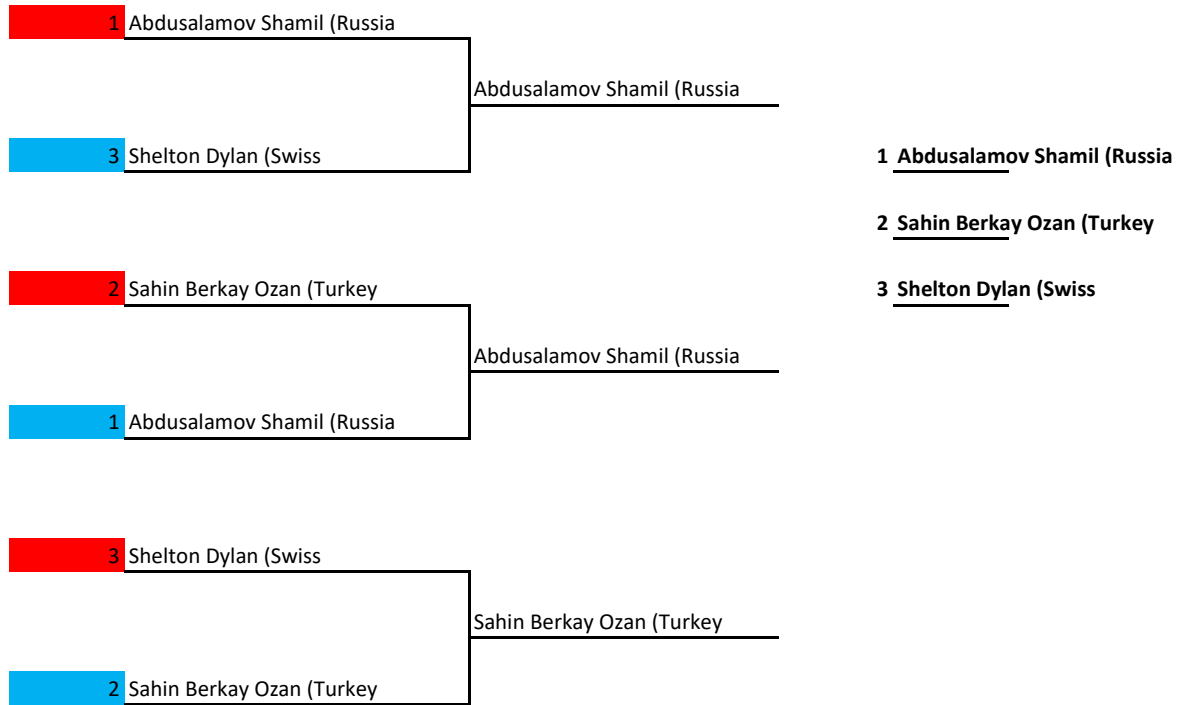 1 Abdusalamov Shamil (Russia
Abdusalamov Shamil (Russia
3 Shelton Dylan (Swiss
1 Abdusalamov Shamil (Russia
2 Sahin Berkay Ozan (Turkey
2 Sahin Berkay Ozan (Turkey
3 Shelton Dylan (Swiss
Abdusalamov Shamil (Russia
1 Abdusalamov Shamil (Russia
3 Shelton Dylan (Swiss
Sahin Berkay Ozan (Turkey
2 Sahin Berkay Ozan (Turkey